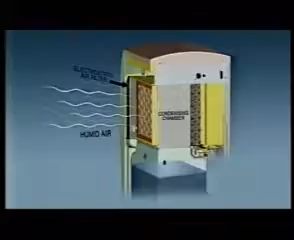 ELECTROSTATIC
AIR FILTER
CONDENSING
CHAMBER
HUMID AIR